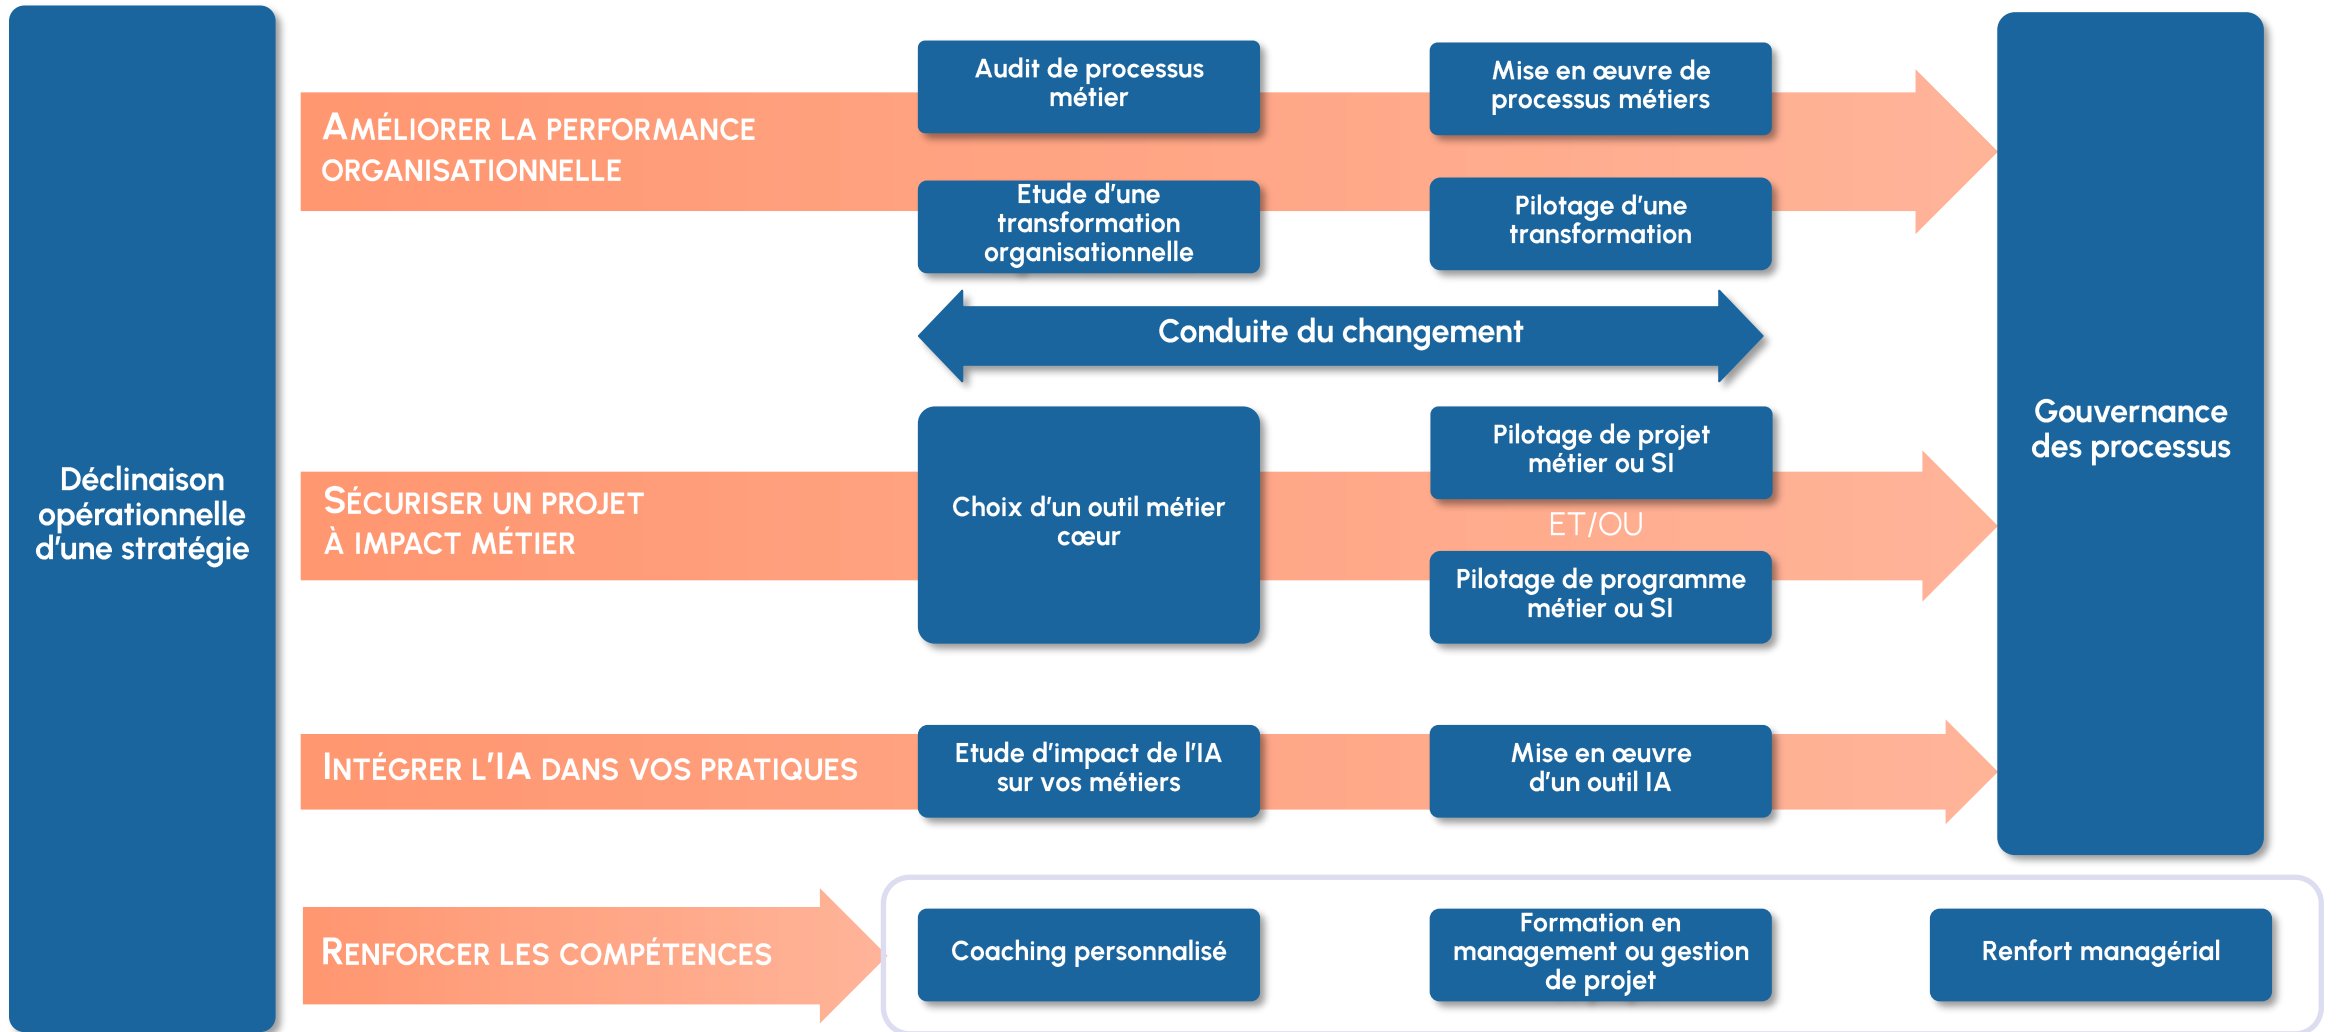 Déclinaison
opérationnelle
d'une stratégie
AMÉLIORER LA PERFORMANCE
ORGANISATIONNELLE
Audit de processus
métier
Mise en œuvre de
processus métiers
Etude d'une
transformation
organisationnelle
Pilotage d'une
transformation
Conduite du changement
SÉCURISER UN PROJET
À IMPACT MÉTIER
Choix d'un outil métier
cœur
Pilotage de projet
métier ou SI
ET/OU
Pilotage de programme
métier ou SI
INTÉGRER L'IA DANS VOS PRATIQUES
Etude d'impact de l'IA
sur vos métiers
Mise en œuvre
d'un outil IA
Gouvernance
des processus
RENFORCER LES COMPÉTENCES
Coaching personnalisé
Formation en
management ou gestion
de projet
Renfort managérial